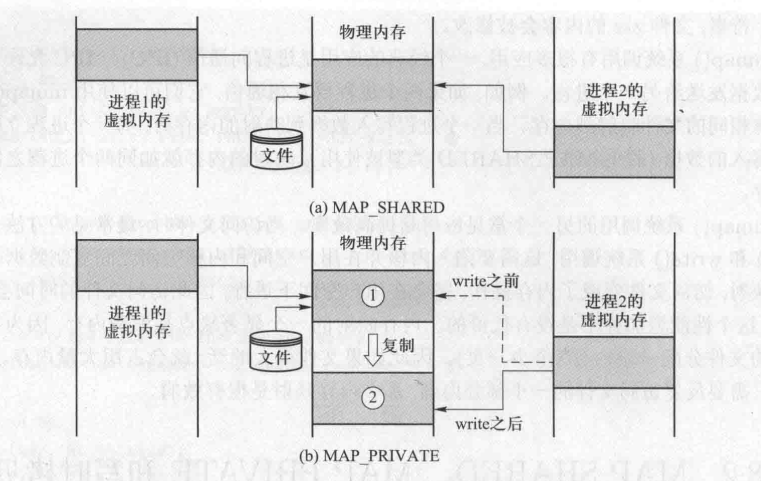 物理内存
进程1的
虚拟内存
进程2的
虚拟内存
文件
(a) MAP_SHARED
物理内存
进程1的
虚拟内存
① 
write之前
进程2的
虚拟内存
文件
复制
②
write之后
(b) MAP_PRIVATE